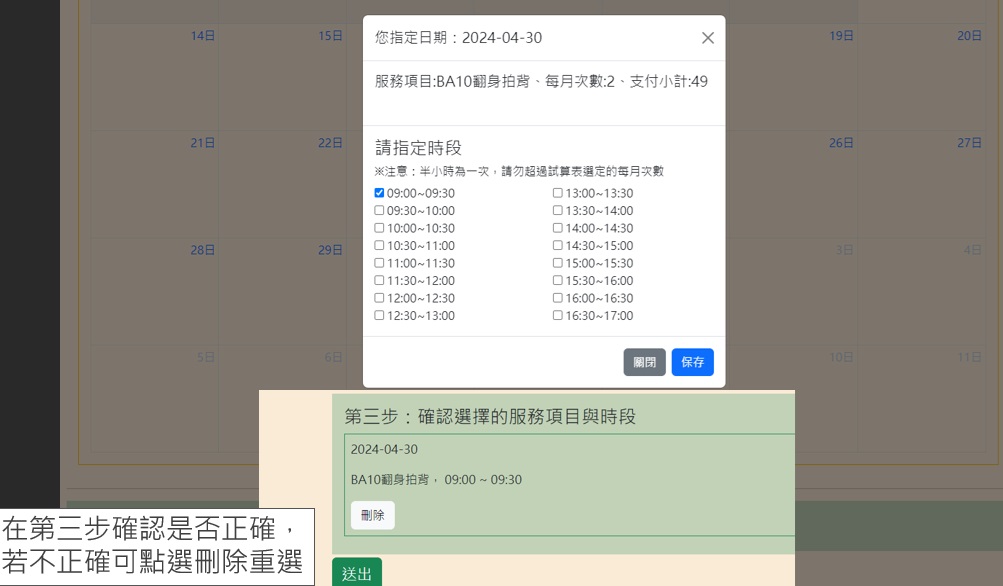 您指定日期：2024-04-30
14日 15日 19日 20日
服務項目:BA10翻身拍背、每月次數:2、支付小計:49
21日 22日 26日 27日
請指定時段
※注意：半小時為一次，請勿超過試算表選定的每月次數
09:00~09:30 13:00~13:30
09:30~10:00 13:30~14:00
10:00~10:30 14:00~14:30
28日 29日 10:30~11:00 14:30~15:00 3日 4日
11:00~11:30 15:00~15:30
11:30~12:00 15:30~16:00
12:00~12:30 16:00~16:30
12:30~13:00 16:30~17:00
5日 6日 10日 11日
關閉 保存
第三步：確認選擇的服務項目與時段
2024-04-30
BA10翻身拍背， 09:00 ~ 09:30
刪除
在第三步確認是否正確，
若不正確可點選刪除重選
送出